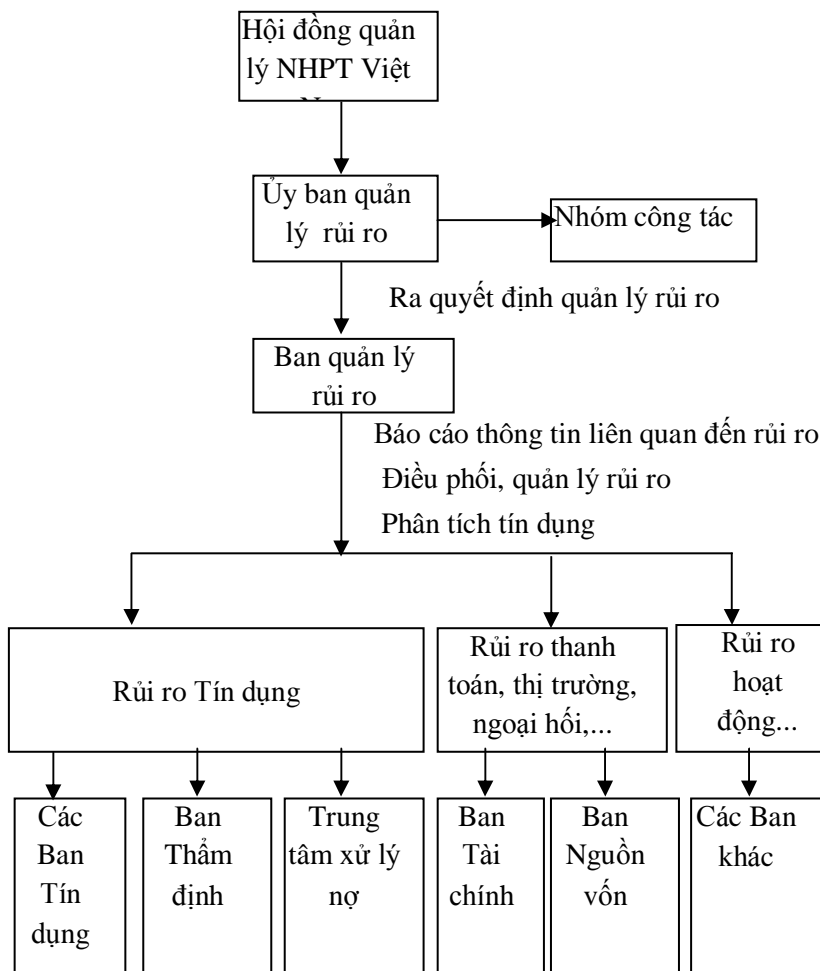 Hội đồng quản
lý NHPT Việt
Ủy ban quản
lý rủi ro
Nhóm công tác
Ra quyết định quản lý rủi ro
Ban quản lý
rủi ro
Báo cáo thông tin liên quan đến rủi ro
Điều phối, quản lý rủi ro
Phân tích tín dụng
Rủi ro Tín dụng
Rủi ro thanh
toán, thị trường,
ngoại hối,...
Rủi ro
hoạt
động...
Các
Ban
Tín
dụng
Ban
Thẩm
định
Trung
tâm xử lý
nợ
Ban
Tài
chính
Ban
Nguồn
vốn
Các Ban
khác